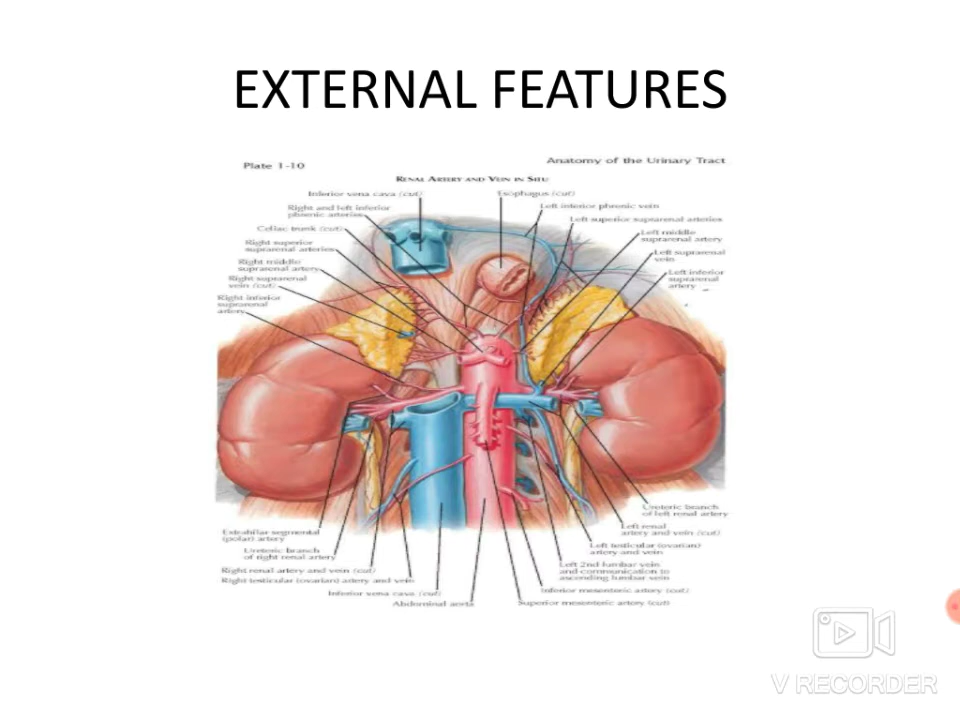 EXTERNAL FEATURES
Plate 1-10
Anatomy of the Urinary Tract
RENAL ARTERY AND VEIN IN SITU
Inferior vena cava (cut)
Esophagus (cut)
Right and left inferior
phrenic arteries
Left inferior phrenic vein
Celiac trunk (cut)
Left superior suprarenal arteries
Right superior
suprarenal arteries
Left middle
suprarenal artery
Right middle
suprarenal artery
Left suprarenal
vein
Right suprarenal
vein (cut)
Left inferior
suprarenal
artery
Right inferior
suprarenal
artery
Ureteric branch
of left renal artery
Extrahilar segmental
(polar) artery
Left renal
artery and vein (cut)
Ureteric branch
of right renal artery
Left testicular (ovarian)
artery and vein
Right renal artery and vein (cut)
Left 2nd lumbar vein
and communication to
ascending lumbar vein
Right testicular (ovarian) artery and vein
Inferior vena cava (cut)
Inferior mesenteric artery (cut)
Abdominal aorta
Superior mesenteric artery (cut)
V RECORDER